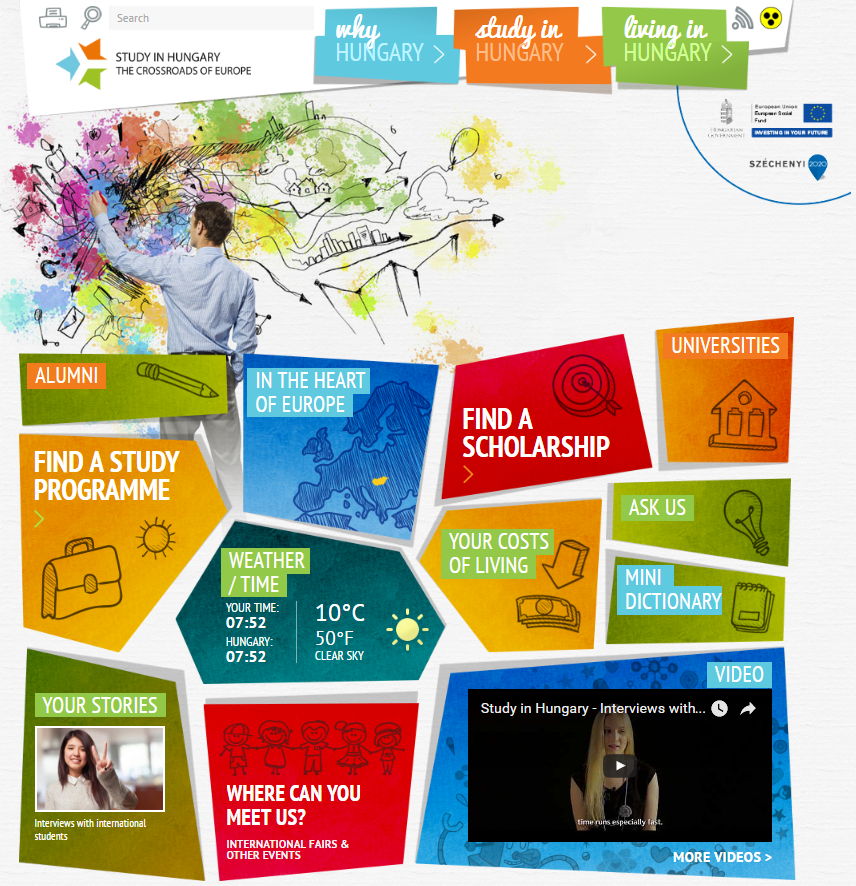 Search
why
HUNGARY
study in
HUNGARY
living in
HUNGARY
STUDY IN HUNGARY
THE CROSSROADS OF EUROPE
HUNGARIAN
GOVERNMENT
European Union
European Social
Fund
INVESTING IN YOUR FUTURE
SZÉCHENYI 2020
ALUMNI
IN THE HEART
OF EUROPE
FIND A
SCHOLARSHIP
UNIVERSITIES
FIND A STUDY
PROGRAMME
ASK US
YOUR COSTS
OF LIVING
WEATHER
/ TIME
YOUR TIME:
07:52
HUNGARY:
07:52
10°C
50°F
CLEAR SKY
MINI
DICTIONARY
YOUR STORIES
Interviews with international
students
WHERE CAN YOU
MEET US?
INTERNATIONAL FAIRS &
OTHER EVENTS
VIDEO
Study in Hungary - Interviews with...
time runs especially fast,
MORE VIDEOS >